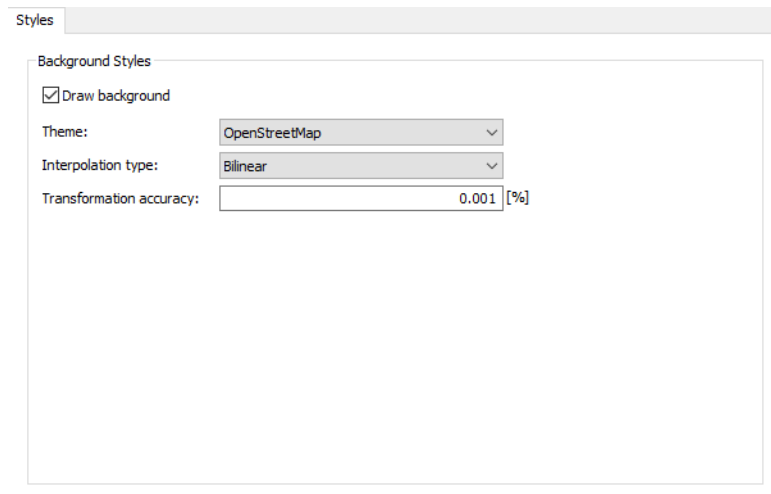 Styles
Background Styles
Draw background
Theme: OpenStreetMap
Interpolation type: Bilinear
Transformation accuracy: 0.001 [%]